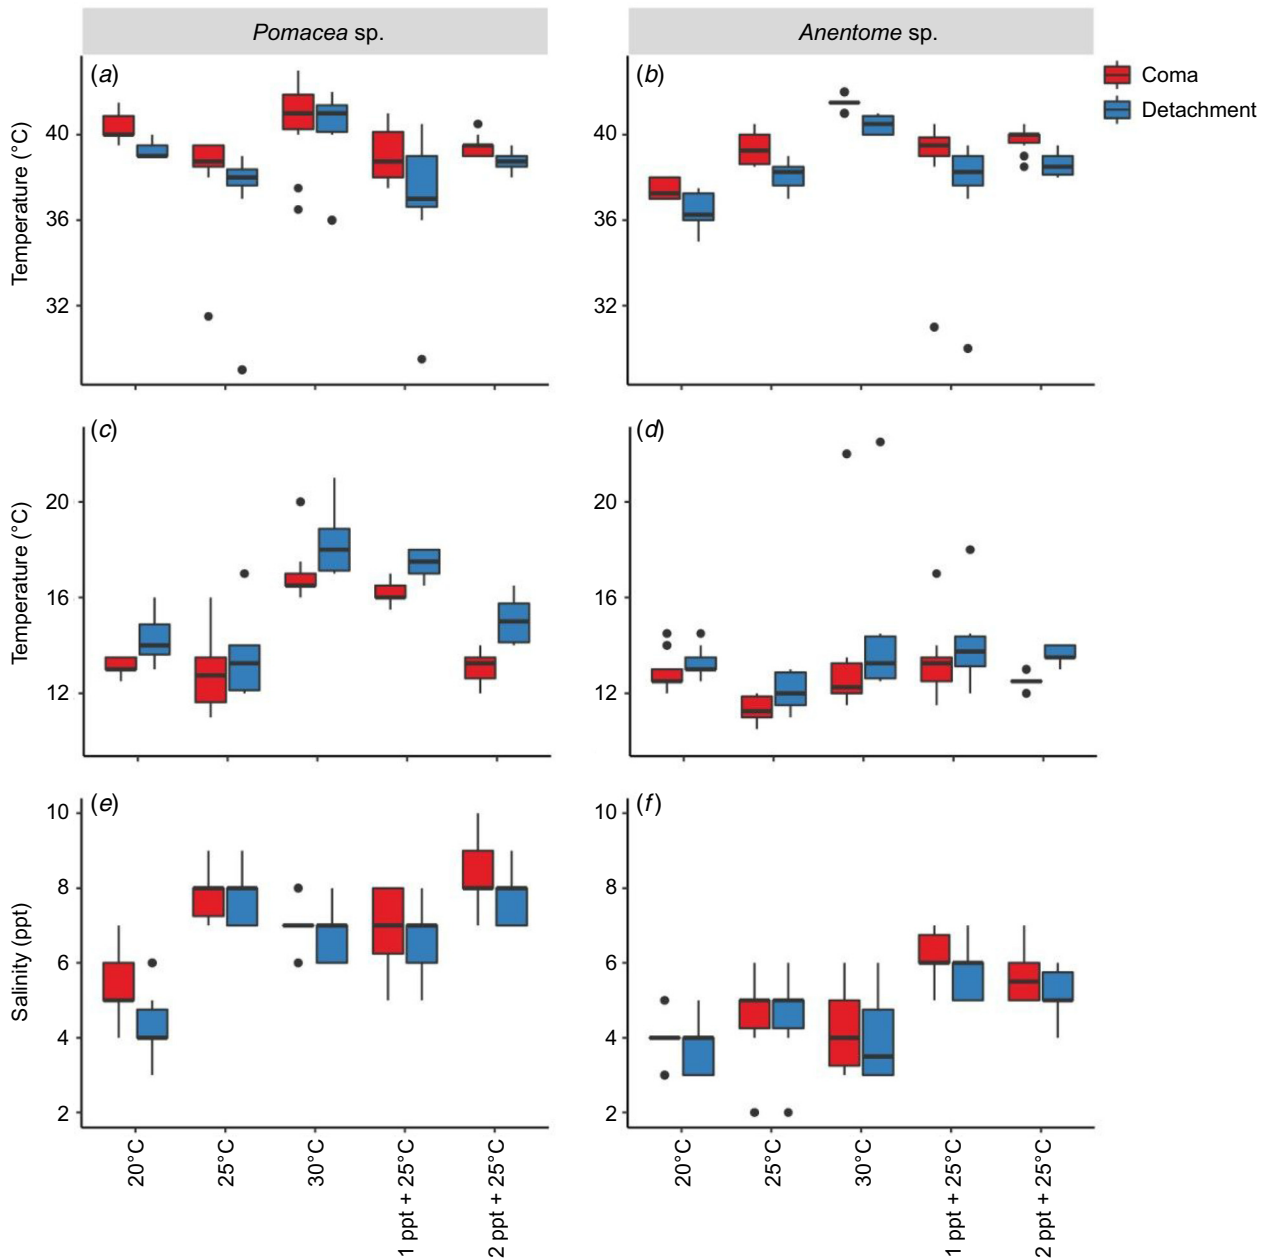 Pomacea sp.
Anentome sp.
(a)
(b)
Coma
Detachment
Temperature (°C)
40
36
32
40
36
32
(c)
(d)
Temperature (°C)
20
16
12
20
16
12
(e)
(f)
Salinity (ppt)
10
8
6
4
2
10
8
6
4
2
20°C
25°C
30°C
1 ppt + 25°C
2 ppt + 25°C
20°C
25°C
30°C
1 ppt + 25°C
2 ppt + 25°C